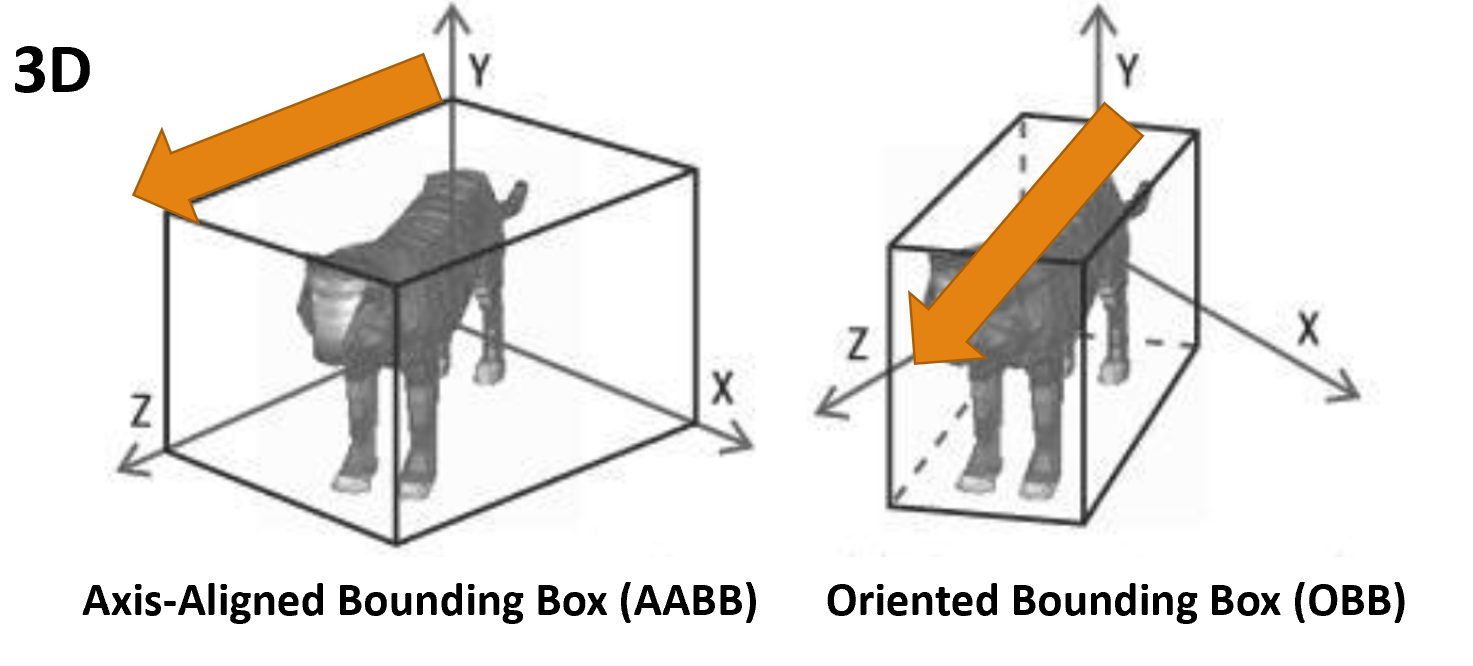 3D
Y
Y
Z
X
Z
X
Axis-Aligned Bounding Box (AABB)
Oriented Bounding Box (OBB)